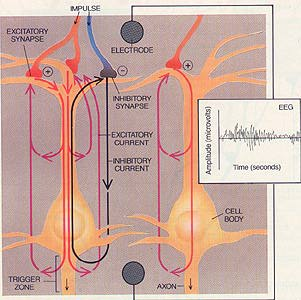 IMPULSE
EXCITATORY
SYNAPSE
ELECTRODE
+
−
+
INHIBITORY
SYNAPSE
EXCITATORY
CURRENT
INHIBITORY
CURRENT
EEG
Amplitude (microvolts)
Time (seconds)
CELL
BODY
TRIGGER
ZONE
AXON